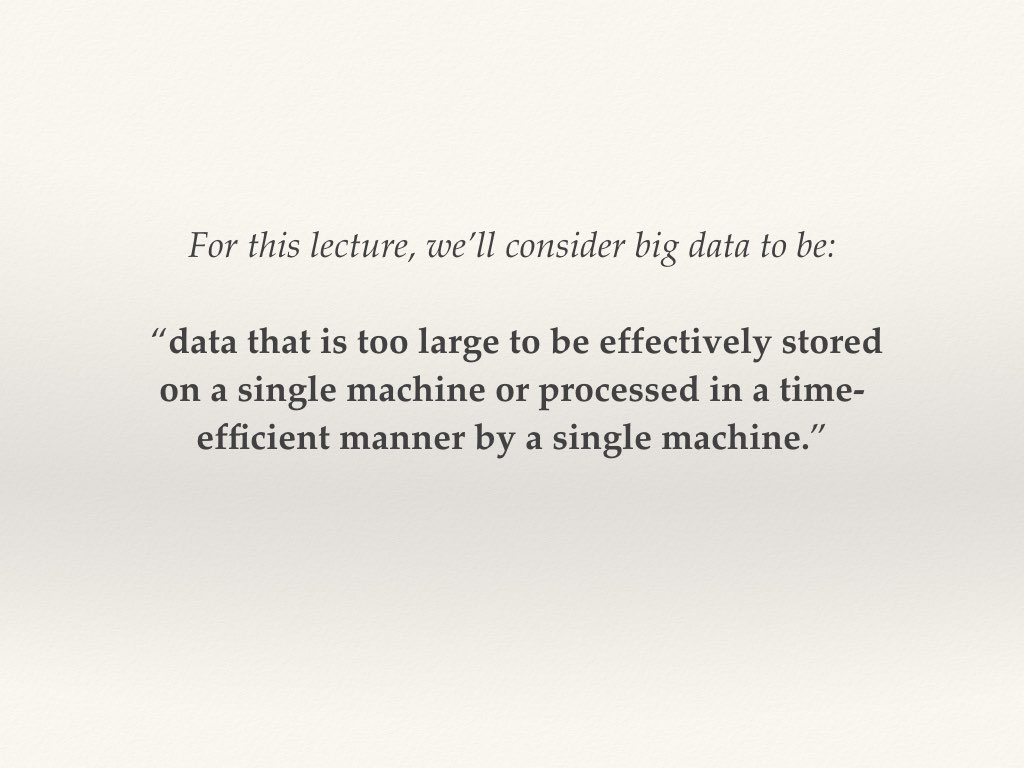 For this lecture, we’ll consider big data to be:
“data that is too large to be effectively stored
on a single machine or processed in a time-
efficient manner by a single machine.”